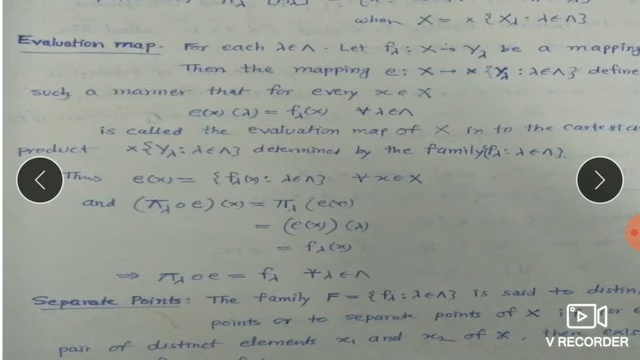 when X = × {Xλ : λ ∈ Λ}
Evaluation map. For each λ ∈ Λ. Let fλ : X → Yλ be a mapping
Then the mapping e : X → × {Yλ : λ ∈ Λ} define
such a manner that for every x ∈ X
e(x) (λ) = fλ(x) ∀ λ ∈ Λ
is called the evaluation map of X in to the cartesia
product × {Yλ : λ ∈ Λ} determined by the family {fλ : λ ∈ Λ}.
Thus e(x) = {fλ(x) : λ ∈ Λ} ∀ x ∈ X
and (πλ o e) (x) = πλ (e(x))
= (e(x)) (λ)
= fλ(x)
⇒ πλ o e = fλ ∀ λ ∈ Λ
Separate Points: The family F = {fλ : λ ∈ Λ} is said to distin
points or to separate points of X
pair of distinct elements x₁ and x₂ of X, then exis
V RECORDER